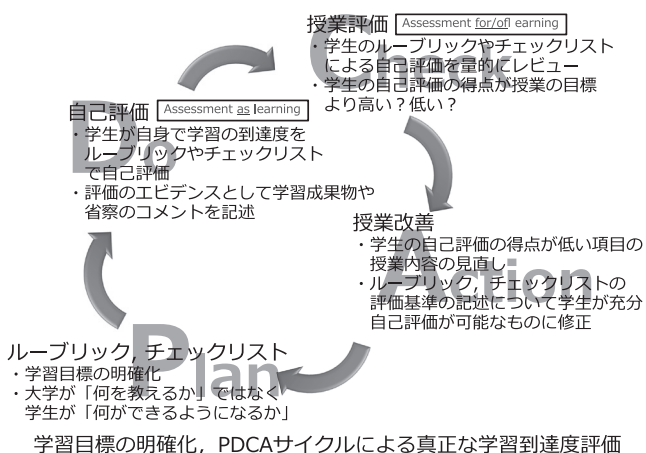 授業評価 Assessment for/of learning
・学生のルーブリックやチェックリスト
による自己評価を量的にレビュー
・学生の自己評価の得点が授業の目標
より高い？低い？
Check
自己評価 Assessment as learning
・学生が自身で学習の到達度を
ルーブリックやチェックリスト
で自己評価
・評価のエビデンスとして学習成果物や
省察のコメントを記述
Do
授業改善
・学生の自己評価の得点が低い項目の
授業内容の見直し
・ルーブリック，チェックリストの
評価基準の記述について学生が充分
自己評価が可能なものに修正
Action
ルーブリック，チェックリスト
・学習目標の明確化
・大学が「何を教えるか」ではなく
学生が「何ができるようになるか」
Plan
学習目標の明確化，PDCAサイクルによる真正な学習到達度評価